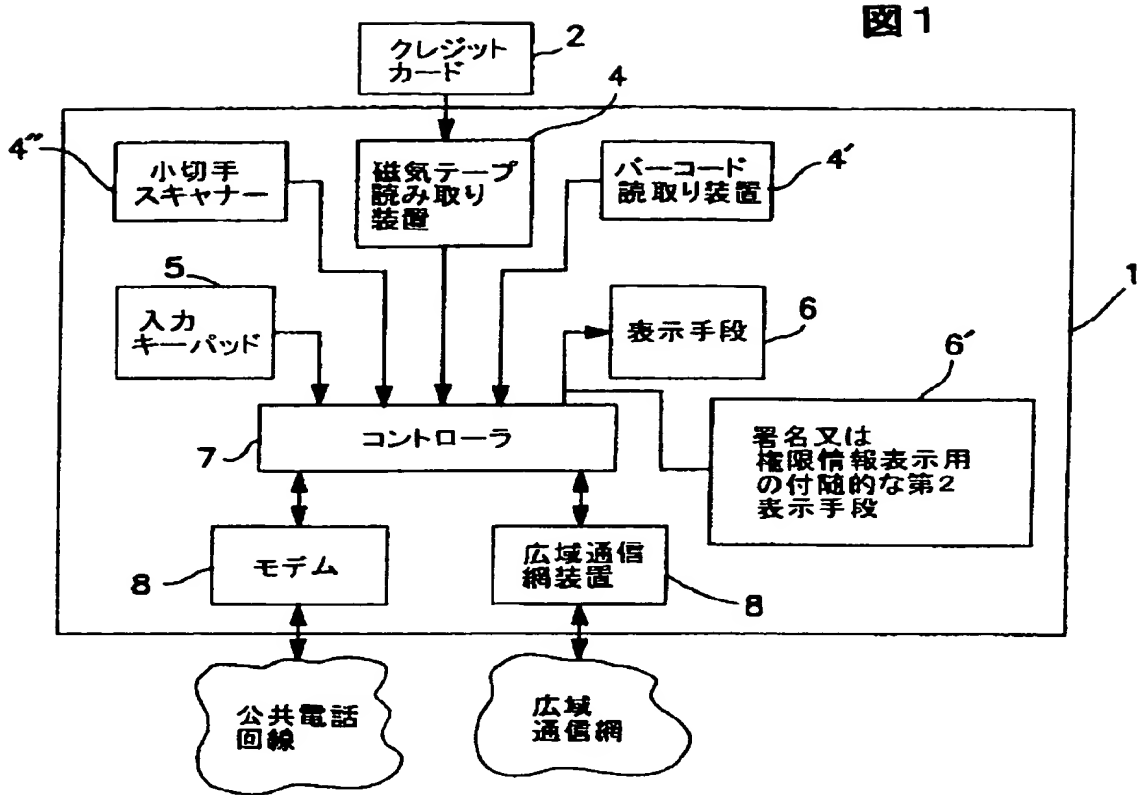 図1
クレジット
カード
2
4
4″
小切手
スキャナー
磁気テープ
読み取り
装置
バーコード
読取り装置
4′
5
入力
キーパッド
表示手段
6
1
6′
コントローラ
7
署名又は
権限情報表示用
の付随的な第2
表示手段
モデム
8
広域通信
網装置
8
公共電話
回線
広域
通信網